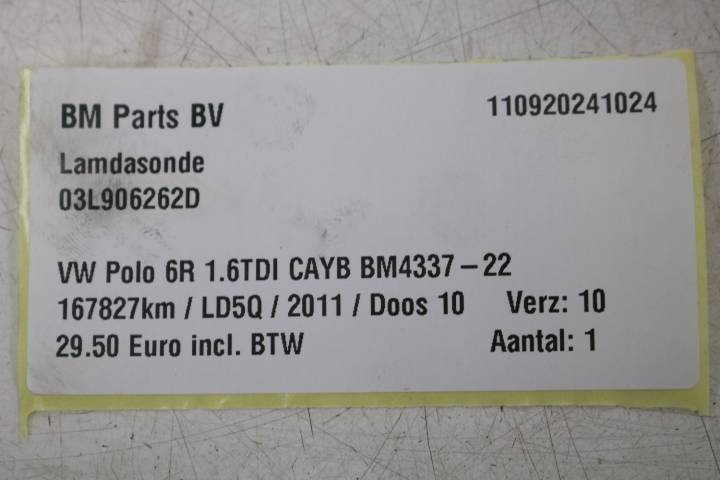 BM Parts BV 110920241024
Lamdasonde
03L906262D
VW Polo 6R 1.6TDI CAYB BM4337-22
167827km / LD5Q / 2011 / Doos 10 Verz: 10
29.50 Euro incl. BTW Aantal: 1